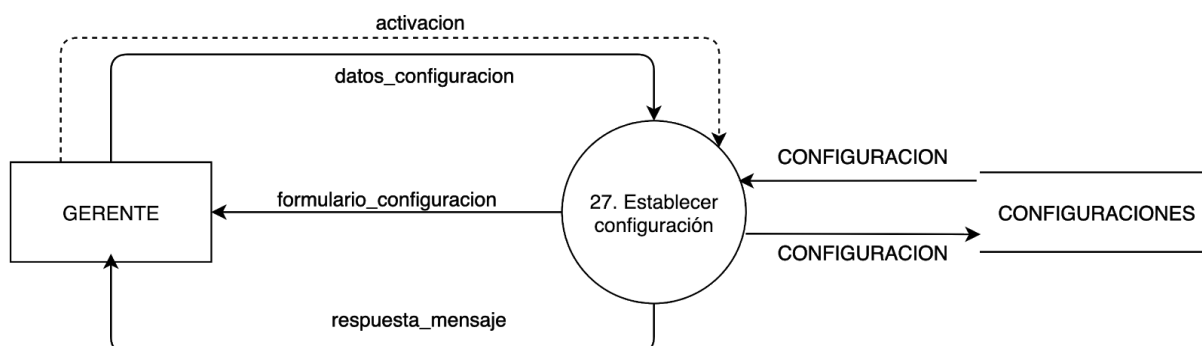 activacion
datos_configuracion
CONFIGURACION
GERENTE
formulario_configuracion
27. Establecer
configuración
CONFIGURACIONES
CONFIGURACION
respuesta_mensaje